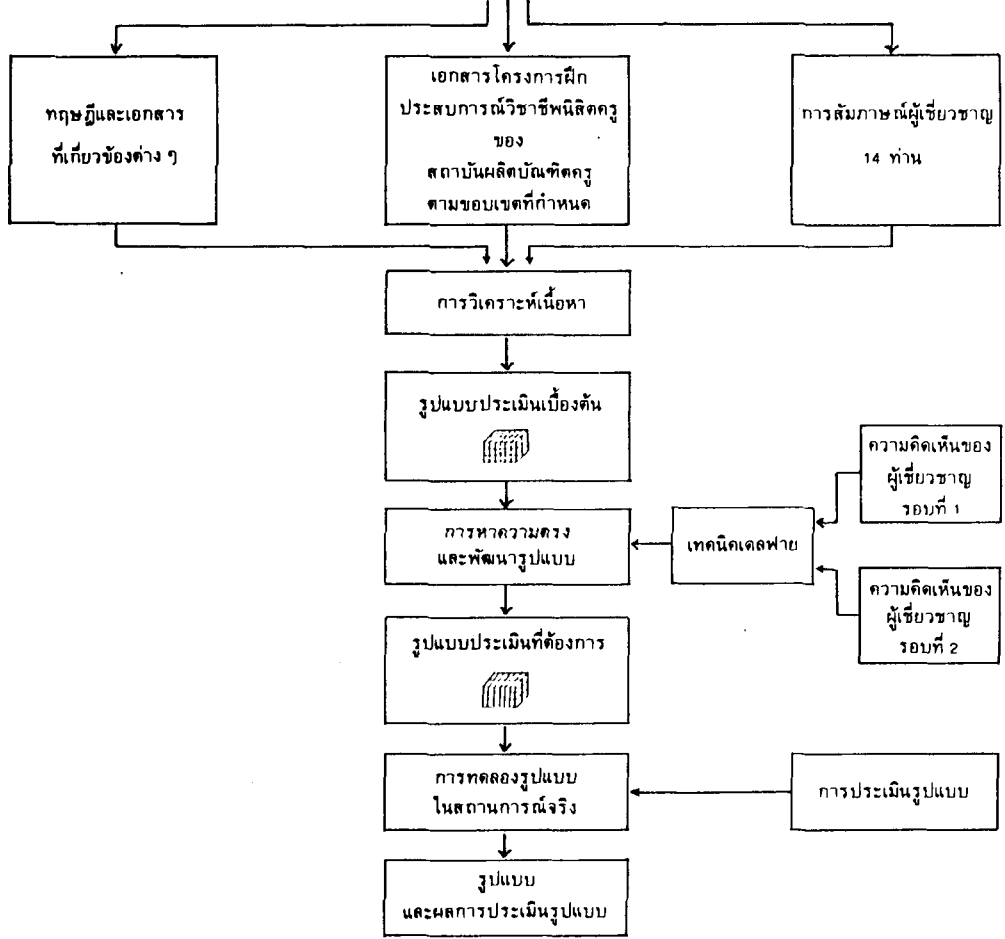 ทฤษฎีและเอกสาร
ที่เกี่ยวข้องต่าง ๆ
เอกสารโครงการฝึก
ประสบการณ์วิชาชีพนิสิตครู
ของ
สถาบันผลิตบัณฑิตครู
ตามขอบเขตที่กำหนด
การสัมภาษณ์ผู้เชี่ยวชาญ
14 ท่าน
การวิเคราะห์เนื้อหา
รูปแบบประเมินเบื้องต้น
ความคิดเห็นของ
ผู้เชี่ยวชาญ
รอบที่ 1
การหาความตรง
และพัฒนารูปแบบ
เทคนิคเดลฟาย
ความคิดเห็นของ
ผู้เชี่ยวชาญ
รอบที่ 2
รูปแบบประเมินที่ต้องการ
การทดลองรูปแบบ
ในสถานการณ์จริง
การประเมินรูปแบบ
รูปแบบ
และผลการประเมินรูปแบบ